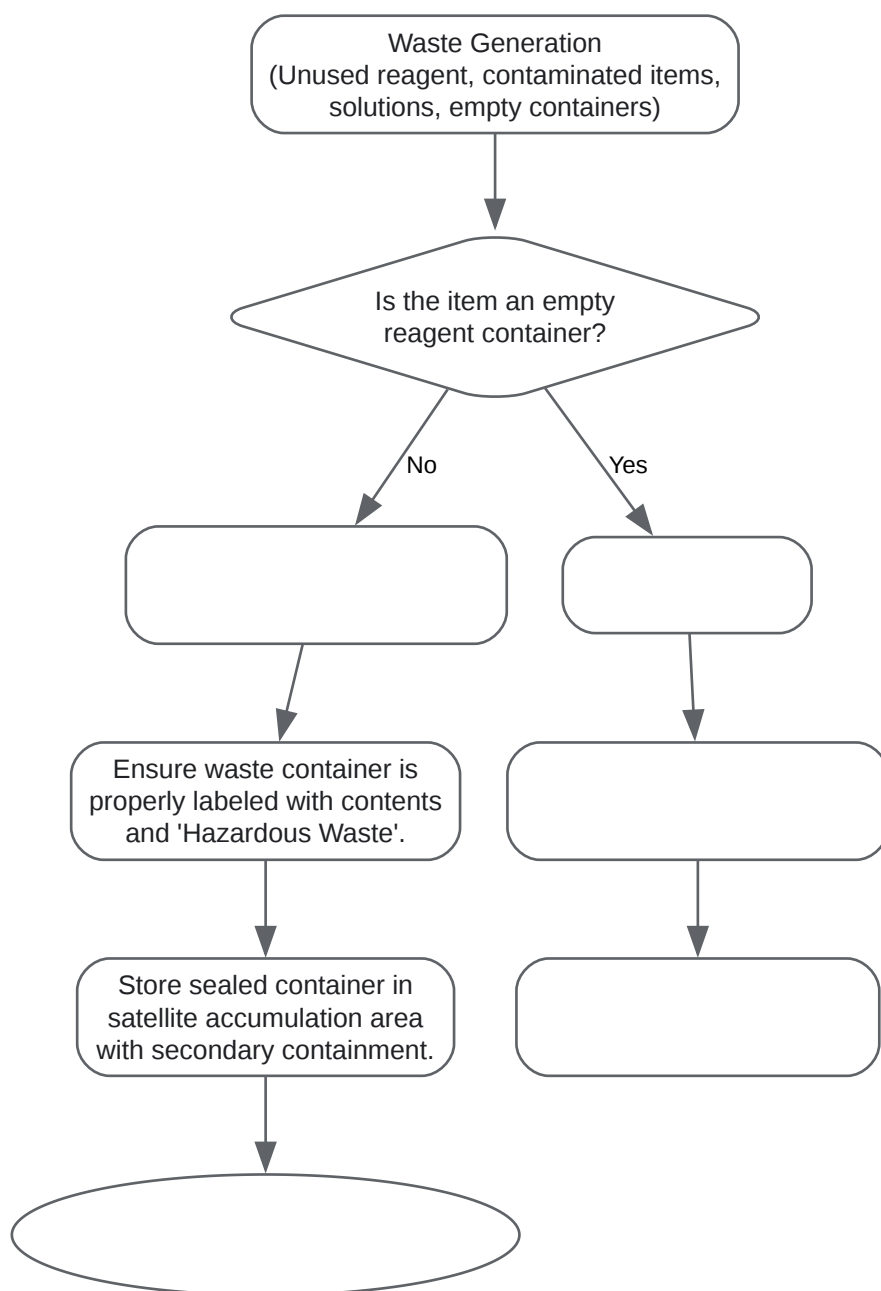 Waste Generation
(Unused reagent, contaminated items,
solutions, empty containers)
Is the item an empty
reagent container?
No
Yes
Ensure waste container is
properly labeled with contents
and 'Hazardous Waste'.
Store sealed container in
satellite accumulation area
with secondary containment.